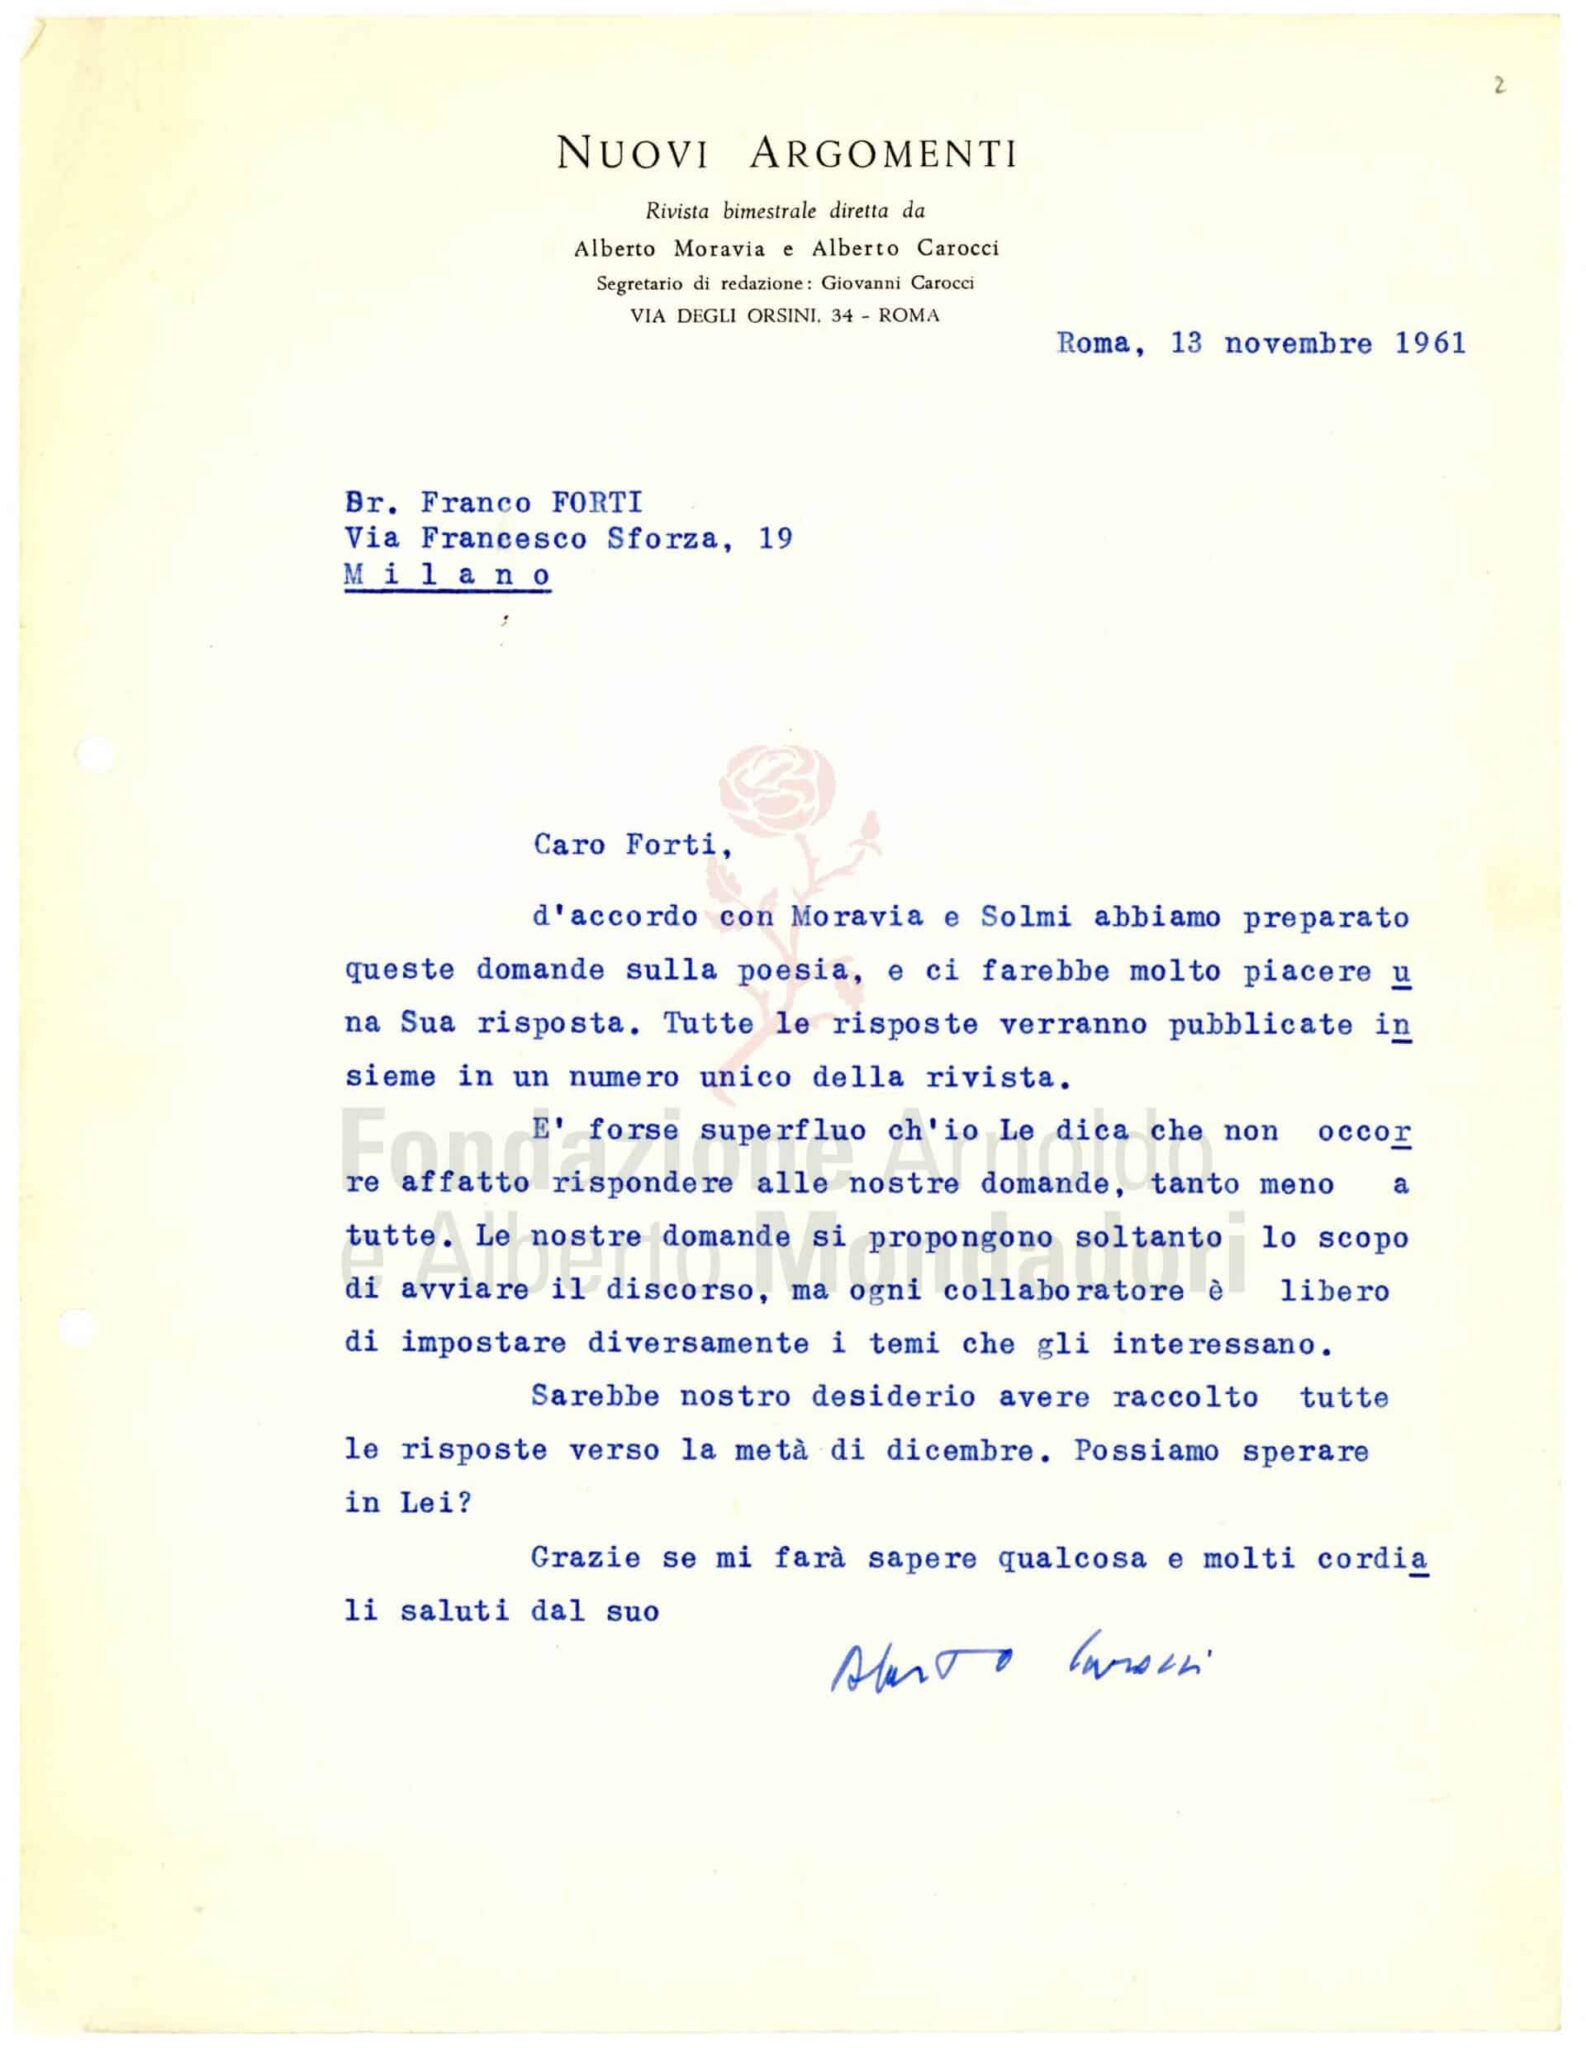 2
NUOVI ARGOMENTI
Rivista bimestrale diretta da
Alberto Moravia e Alberto Carocci
Segretario di redazione: Giovanni Carocci
VIA DEGLI ORSINI, 34 - ROMA
Roma, 13 novembre 1961
Dr. Franco FORTI
Via Francesco Sforza, 19
M i l a n o
Caro Forti,
d'accordo con Moravia e Solmi abbiamo preparato
queste domande sulla poesia, e ci farebbe molto piacere u
na Sua risposta. Tutte le risposte verranno pubblicate in
sieme in un numero unico della rivista.
E' forse superfluo ch'io Le dica che non occor
re affatto rispondere alle nostre domande, tanto meno a
tutte. Le nostre domande si propongono soltanto lo scopo
di avviare il discorso, ma ogni collaboratore è libero
di impostare diversamente i temi che gli interessano.
Sarebbe nostro desiderio avere raccolto tutte
le risposte verso la metà di dicembre. Possiamo sperare
in Lei?
Grazie se mi farà sapere qualcosa e molti cordia
li saluti dal suo
Alberto Carocci
Fondazione Arnoldo
e Alberto Mondadori